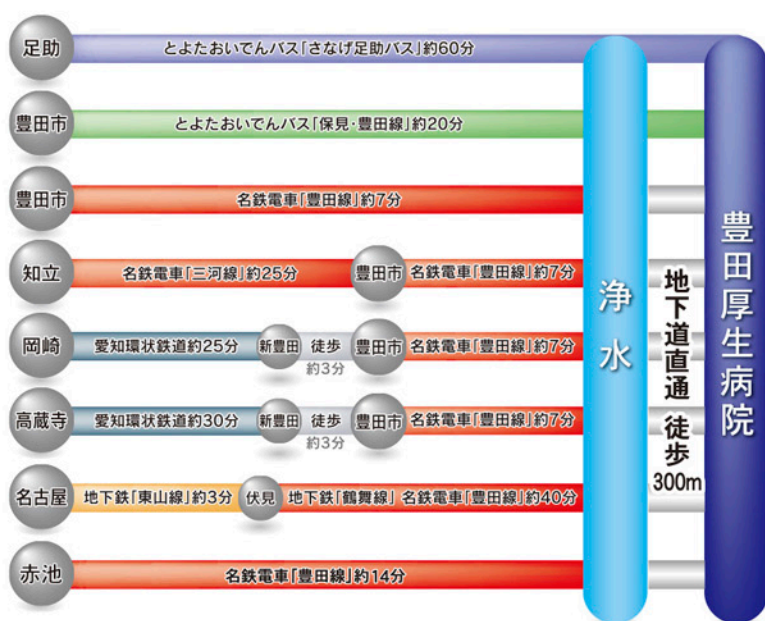 足助
とよたおいでんバス「さなげ足助バス」約60分
豊田市
とよたおいでんバス「保見・豊田線」約20分
豊田市
名鉄電車「豊田線」約7分
知立
名鉄電車「三河線」約25分
豊田市
名鉄電車「豊田線」約7分
岡崎
愛知環状鉄道約25分
新豊田
徒歩
約3分
豊田市
名鉄電車「豊田線」約7分
高蔵寺
愛知環状鉄道約30分
新豊田
徒歩
約3分
豊田市
名鉄電車「豊田線」約7分
名古屋
地下鉄「東山線」約3分
伏見
地下鉄「鶴舞線」 名鉄電車「豊田線」約40分
赤池
名鉄電車「豊田線」約14分
浄水
地下道直通 徒歩
300m
豊田厚生病院